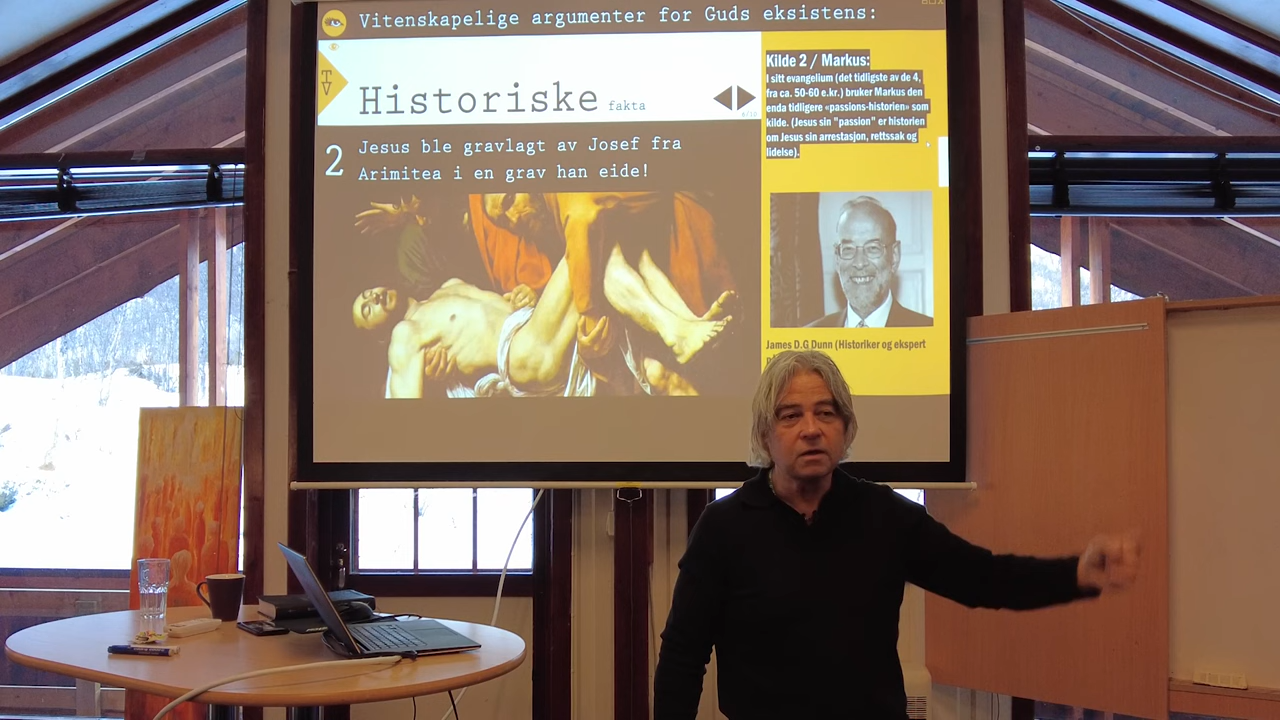 Vitenskapelige argumenter for Guds eksistens:
TV
Historiske fakta
2
Jesus ble gravlagt av Josef fra
Arimitea i en grav han eide!
Kilde 2 / Markus:
I sitt evangelium (det tidligste av de 4,
fra ca. 50-60 e.kr.) bruker Markus den
enda tidligere «passions-historien» som
kilde. (Jesus sin "passion" er historien
om Jesus sin arrestasjon, rettssak og
lidelse).
James D.G Dunn (Historiker og ekspert